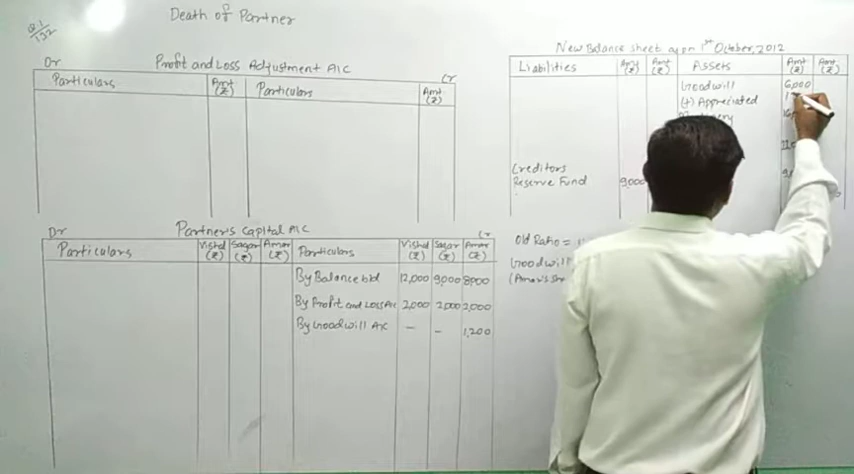 Q.1
132
Death of Partner
Dr Profit and Loss Adjustment A/C Cr
Particulars Amt (₹) Particulars Amt (₹)
Dr Partner's Capital A/C Cr
Particulars Vishal (₹) Sagar (₹) Amar (₹) Particulars Vishal (₹) Sagar (₹) Amar (₹)
By Balance b/d 12,000 9,000 8,000
By Profit and Loss A/C 2,000 2,000 2,000
By Goodwill A/C - - 1,200
New Balance sheet as on 1st October, 2012
Liabilities Amt (₹) Amt (₹) Assets Amt (₹) Amt (₹)
Goodwill 6,000
(+) Appreciated
Creditors
Reserve Fund 9,000
Old Ratio =
Goodwill